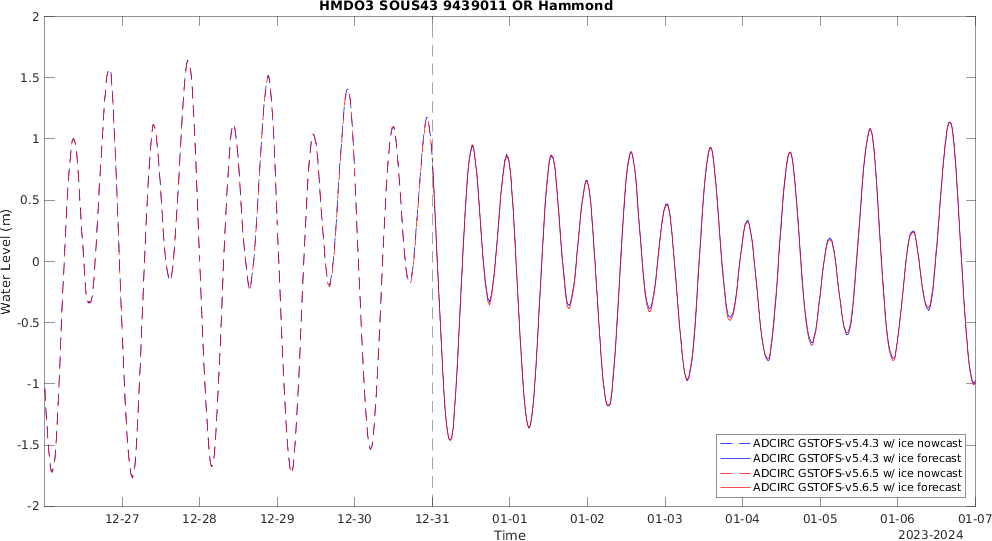 HMDO3 SOUS43 9439011 OR Hammond
2
1.5
1
0.5
0
-0.5
-1
-1.5
-2
Water Level (m)
ADCIRC GSTOFS-v5.4.3 w/ ice nowcast
ADCIRC GSTOFS-v5.4.3 w/ ice forecast
ADCIRC GSTOFS-v5.6.5 w/ ice nowcast
ADCIRC GSTOFS-v5.6.5 w/ ice forecast
12-27 12-28 12-29 12-30 12-31 01-01 01-02 01-03 01-04 01-05 01-06 01-07
Time
2023-2024